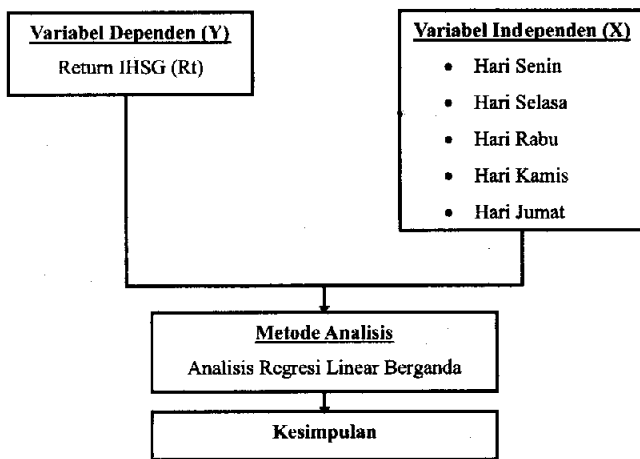 Variabel Dependen (Y)
Return IHSG (Rt)
Variabel Independen (X)
• Hari Senin
• Hari Selasa
• Hari Rabu
• Hari Kamis
• Hari Jumat
Metode Analisis
Analisis Regresi Linear Berganda
Kesimpulan